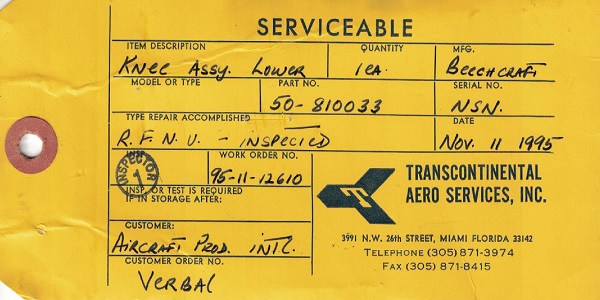 SERVICEABLE
ITEM DESCRIPTION QUANTITY MFG.
Knee Assy. Lower 1ea. Beechcraft
MODEL OR TYPE PART NO. SERIAL NO.
50-810033 NSN.
TYPE REPAIR ACCOMPLISHED DATE
R.F.N.U. - INSPECTED Nov. 11 1995
WORK ORDER NO.
95-11-12610
INSPECTOR 1
INSP. OR TEST IS REQUIRED
IF IN STORAGE AFTER:
T
TRANSCONTINENTAL
AERO SERVICES, INC.
CUSTOMER:
Aircraft Prod. Intl.
CUSTOMER ORDER NO.
Verbal
3991 N.W. 26th STREET, MIAMI FLORIDA 33142
TELEPHONE (305) 871-3974
FAX (305) 871-8415